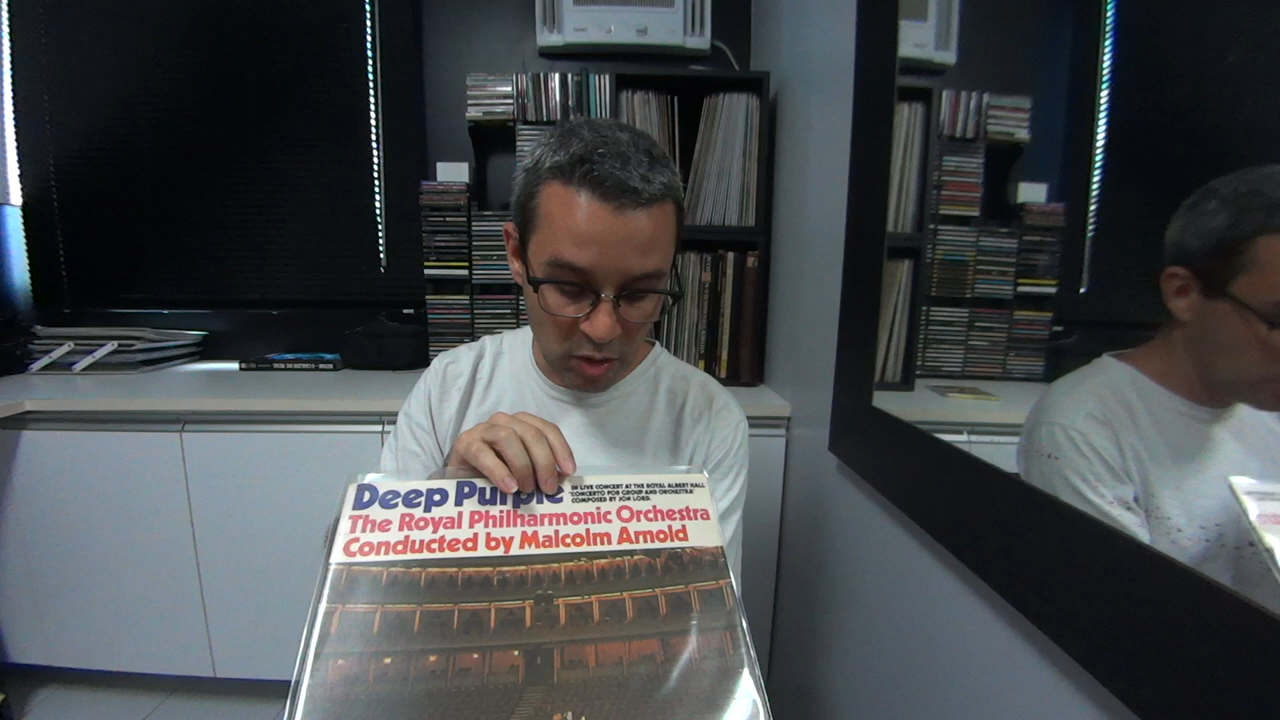 Deep Purple
IN LIVE CONCERT AT THE ROYAL ALBERT HALL
"CONCERTO FOR GROUP AND ORCHESTRA"
COMPOSED BY JON LORD.
The Royal Philharmonic Orchestra
Conducted by Malcolm Arnold